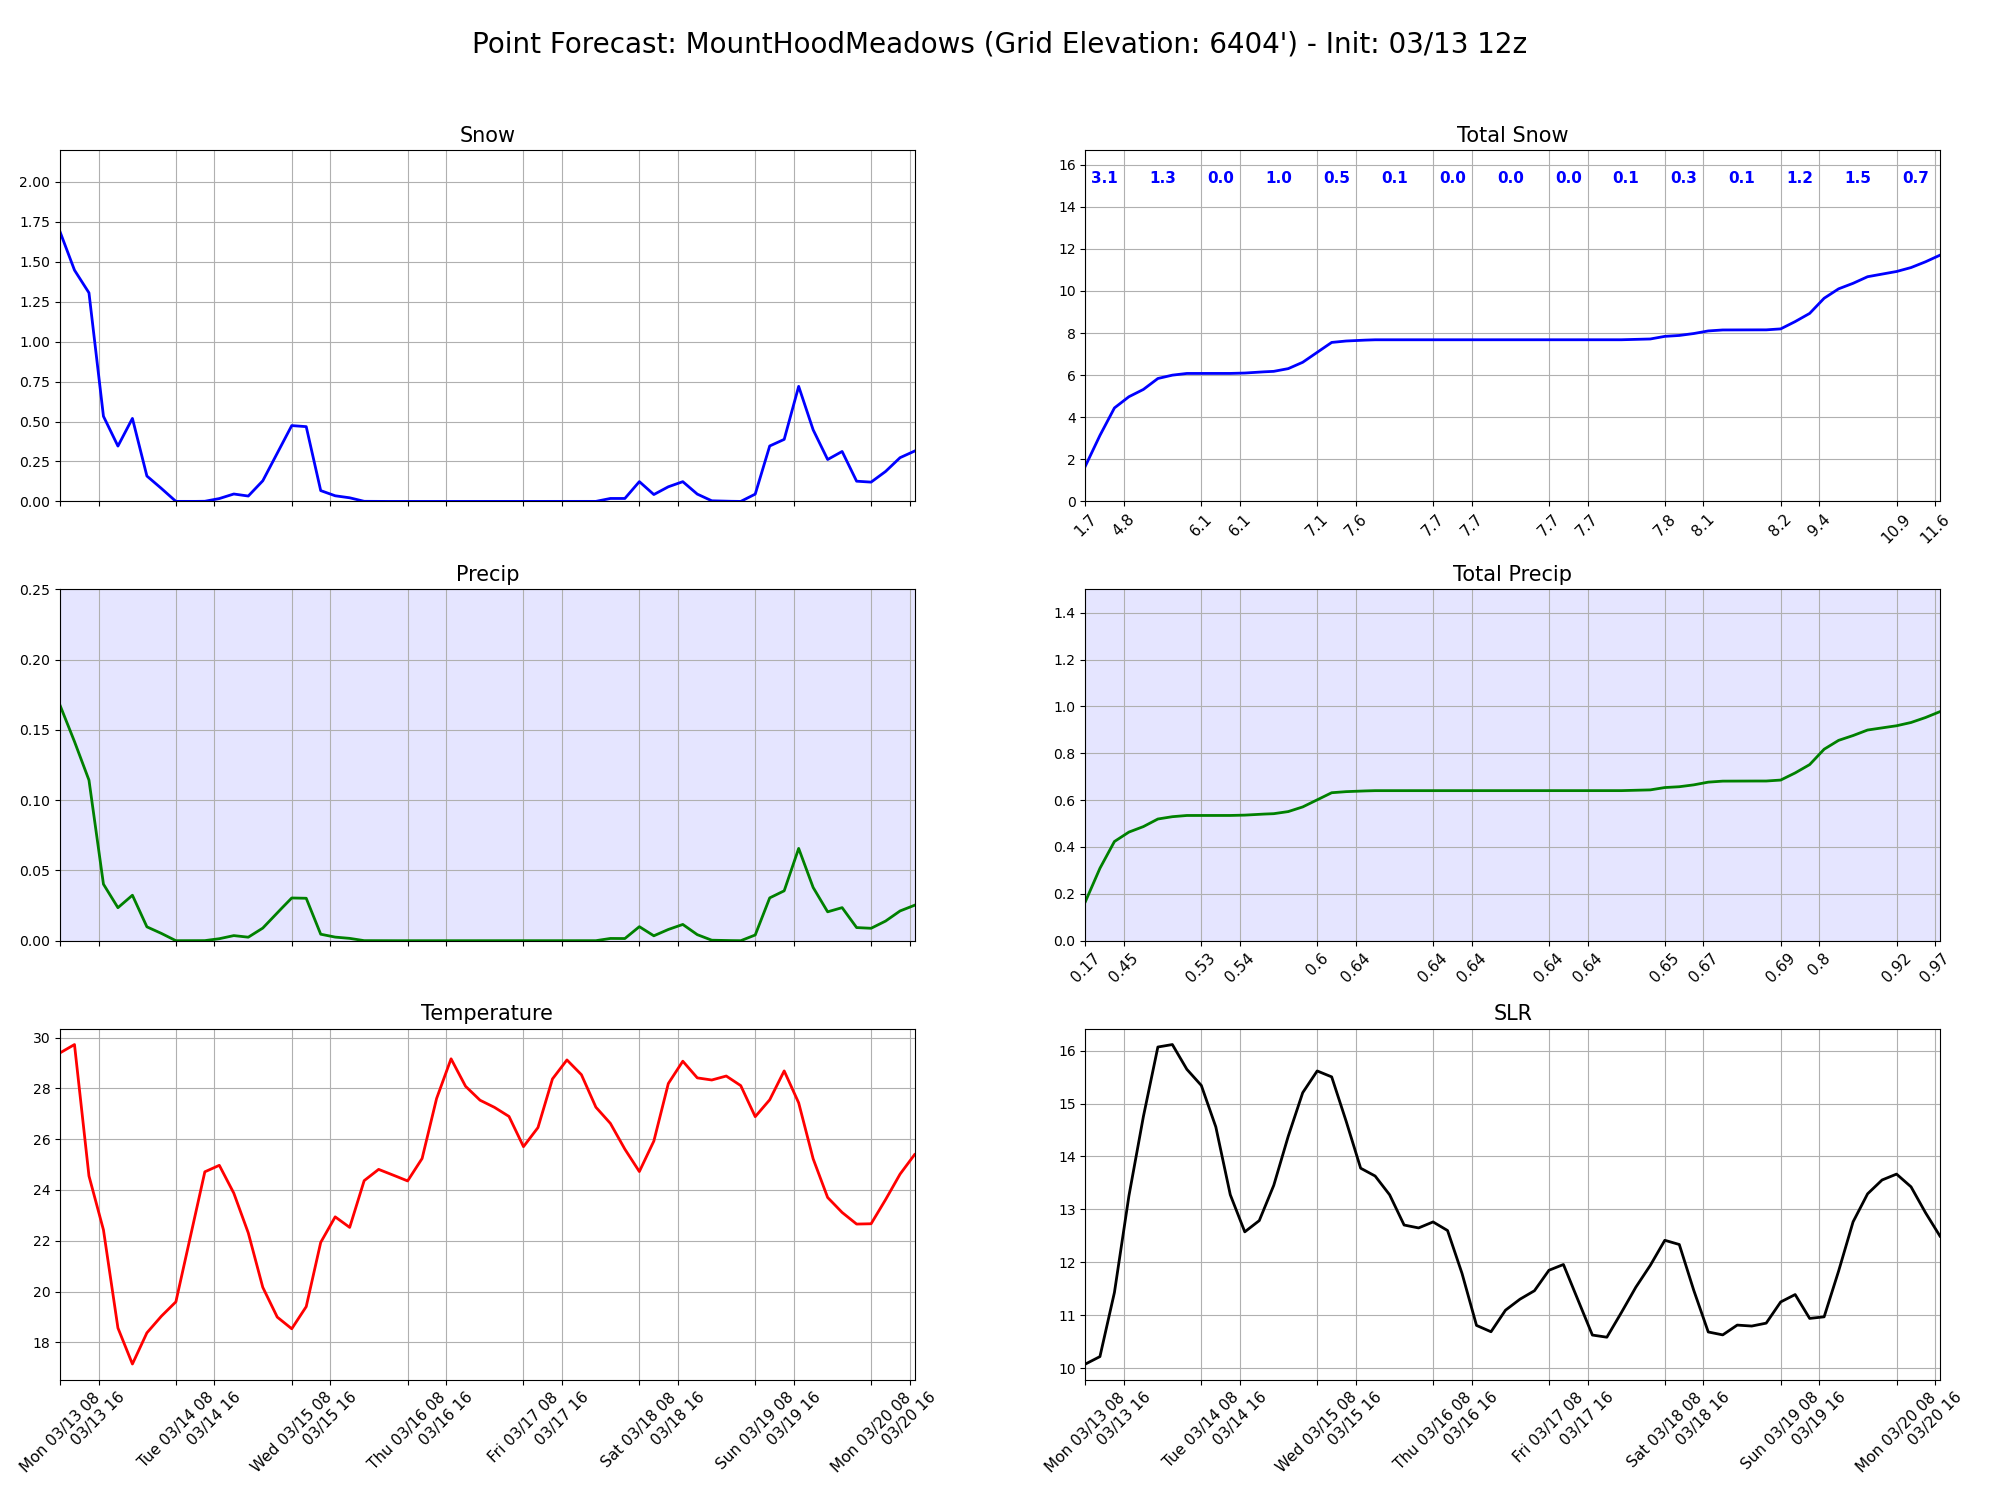 Point Forecast: MountHoodMeadows (Grid Elevation: 6404') - Init: 03/13 12z
Snow
2.00
1.75
1.50
1.25
1.00
0.75
0.50
0.25
0.00
Total Snow
16
14
12
10
8
6
4
2
0
3.1 1.3 0.0 1.0 0.5 0.1 0.0 0.0 0.0 0.1 0.3 0.1 1.2 1.5 0.7
1.7 4.8 6.1 6.1 7.1 7.6 7.7 7.7 7.7 7.7 7.8 8.1 8.2 9.4 10.9 11.6
Precip
0.25
0.20
0.15
0.10
0.05
0.00
Total Precip
1.4
1.2
1.0
0.8
0.6
0.4
0.2
0.0
0.17 0.45 0.53 0.54 0.6 0.64 0.64 0.64 0.64 0.64 0.65 0.67 0.69 0.8 0.92 0.97
Temperature
30
28
26
24
22
20
18
Mon 03/13 08
03/13 16
Tue 03/14 08
03/14 16
Wed 03/15 08
03/15 16
Thu 03/16 08
03/16 16
Fri 03/17 08
03/17 16
Sat 03/18 08
03/18 16
Sun 03/19 08
03/19 16
Mon 03/20 08
03/20 16
SLR
16
15
14
13
12
11
10
Mon 03/13 08
03/13 16
Tue 03/14 08
03/14 16
Wed 03/15 08
03/15 16
Thu 03/16 08
03/16 16
Fri 03/17 08
03/17 16
Sat 03/18 08
03/18 16
Sun 03/19 08
03/19 16
Mon 03/20 08
03/20 16